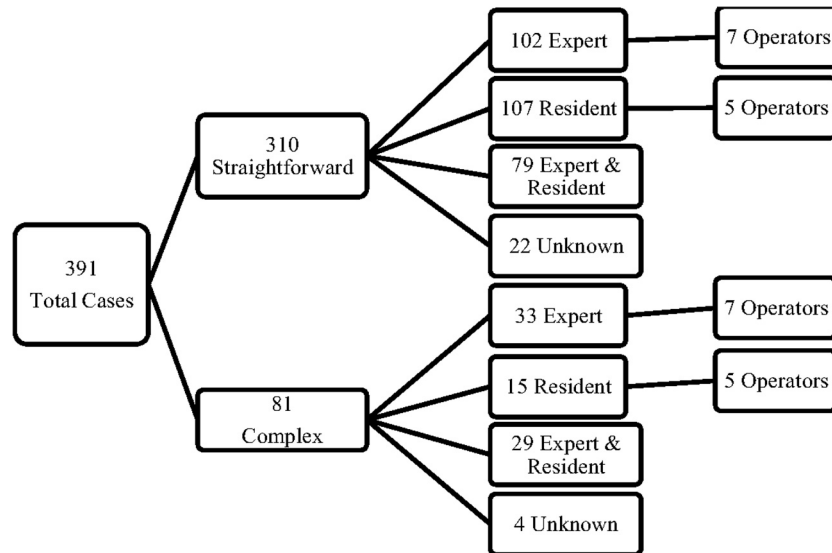 102 Expert
7 Operators
107 Resident
5 Operators
310
Straightforward
79 Expert &
Resident
22 Unknown
391
Total Cases
33 Expert
7 Operators
15 Resident
5 Operators
81
Complex
29 Expert &
Resident
4 Unknown